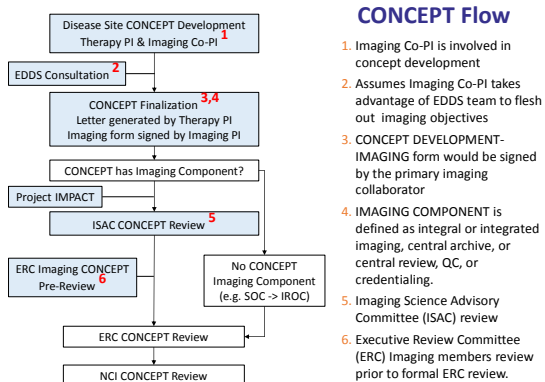 Disease Site CONCEPT Development
Therapy PI & Imaging Co-PI 1
EDDS Consultation 2
CONCEPT Finalization 3,4
Letter generated by Therapy PI
Imaging form signed by Imaging PI
CONCEPT has Imaging Component?
Project IMPACT
ISAC CONCEPT Review 5
ERC Imaging CONCEPT
Pre-Review 6
No CONCEPT
Imaging Component
(e.g. SOC -> IROC)
ERC CONCEPT Review
NCI CONCEPT Review
CONCEPT Flow
1. Imaging Co-PI is involved in
concept development
2. Assumes Imaging Co-PI takes
advantage of EDDS team to flesh
out imaging objectives
3. CONCEPT DEVELOPMENT-
IMAGING form would be signed
by the primary imaging
collaborator
4. IMAGING COMPONENT is
defined as integral or integrated
imaging, central archive, or
central review, QC, or
credentialing.
5. Imaging Science Advisory
Committee (ISAC) review
6. Executive Review Committee
(ERC) Imaging members review
prior to formal ERC review.